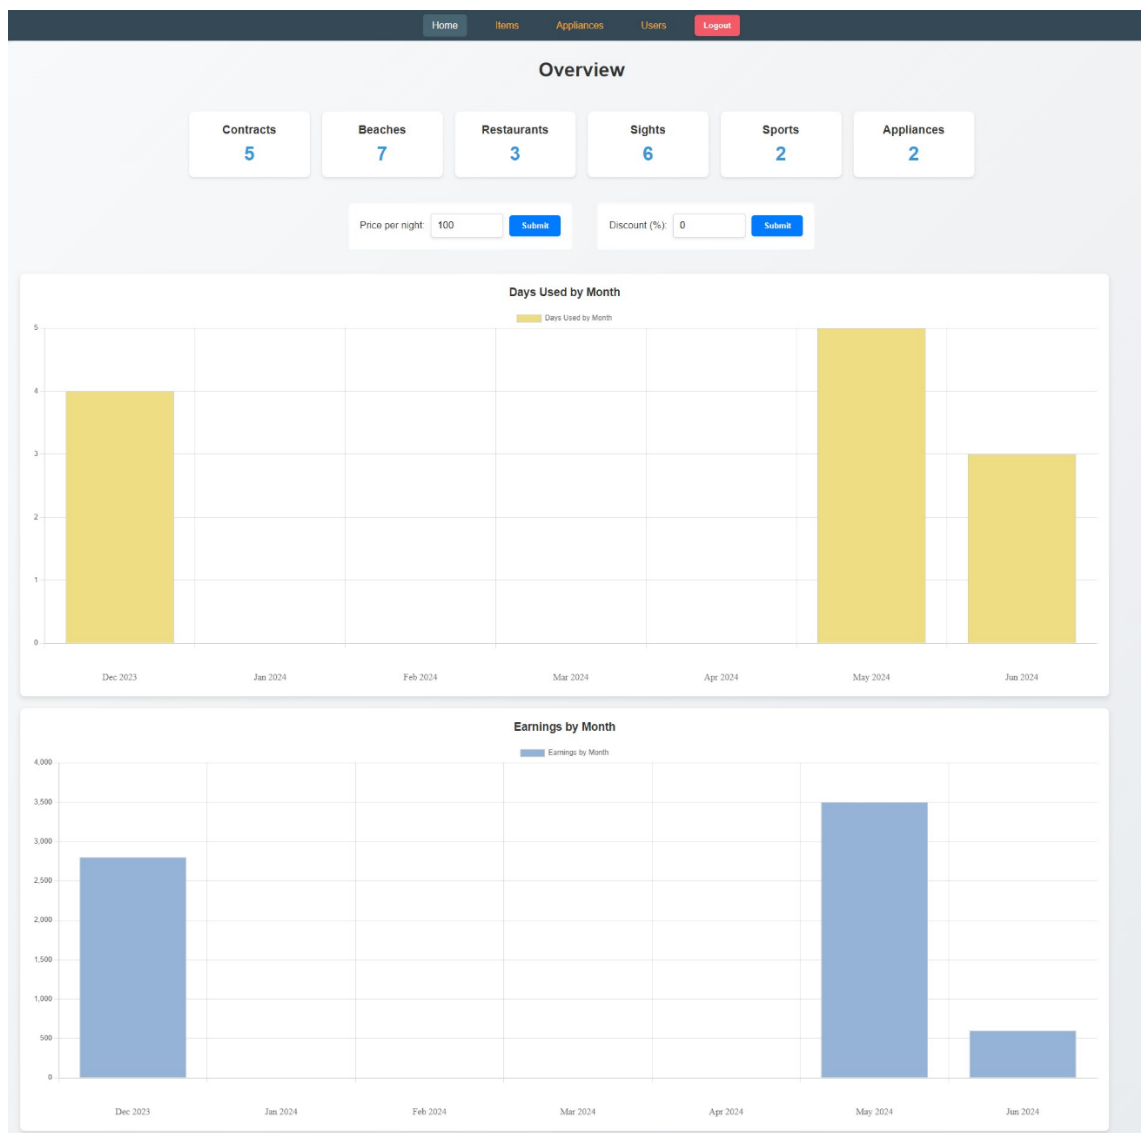 Home Items Appliances Users Logout
Overview
Contracts Beaches Restaurants Sights Sports Appliances
5 7 3 6 2 2
Price per night: 100 Submit Discount (%): 0 Submit
Days Used by Month
Days Used by Month
5
4
3
2
1
0
Dec 2023 Jan 2024 Feb 2024 Mar 2024 Apr 2024 May 2024 Jun 2024
Earnings by Month
Earnings by Month
4,000
3,500
3,000
2,500
2,000
1,500
1,000
500
0
Dec 2023 Jan 2024 Feb 2024 Mar 2024 Apr 2024 May 2024 Jun 2024